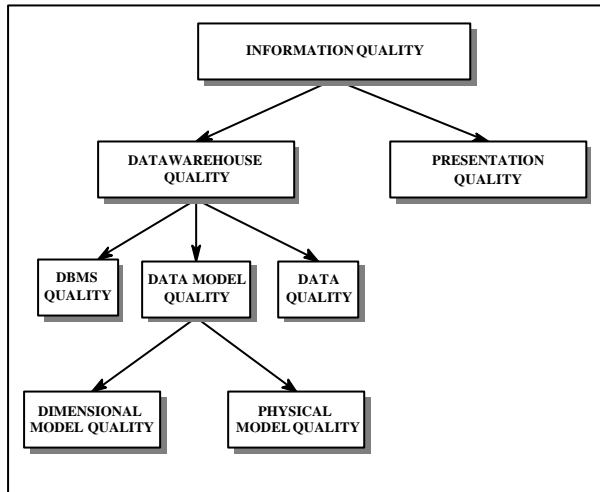 INFORMATION QUALITY
DATAWAREHOUSE
QUALITY
PRESENTATION
QUALITY
DBMS
QUALITY
DATA MODEL
QUALITY
DATA
QUALITY
DIMENSIONAL
MODEL QUALITY
PHYSICAL
MODEL QUALITY